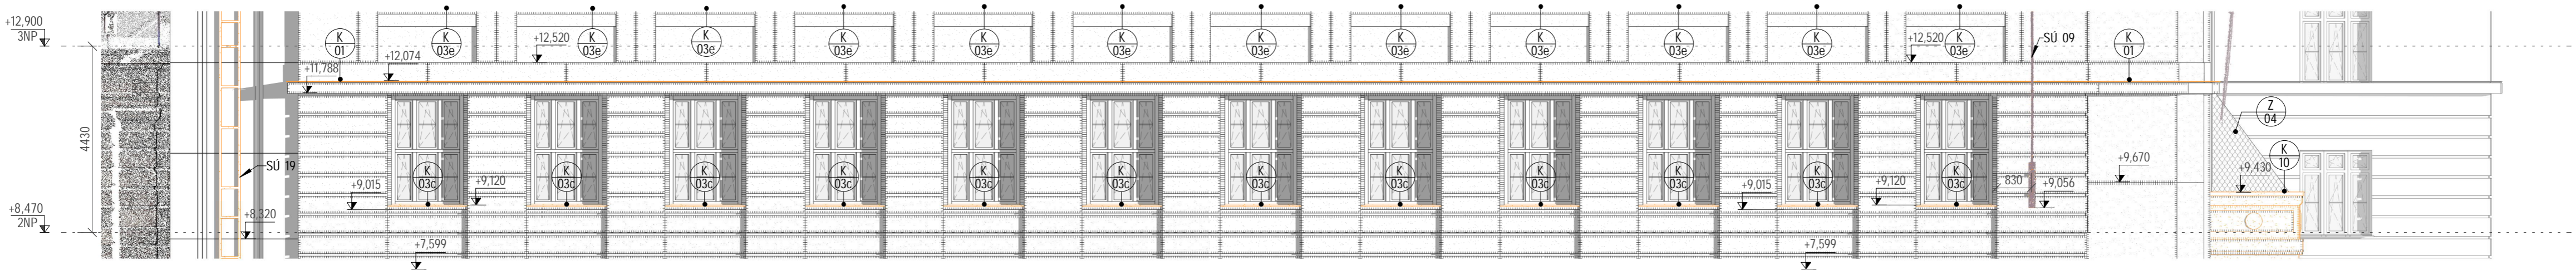 +12,900
3NP
K
01
K
03e
K
03e
K
03e
K
03e
K
03e
K
03e
K
03e
K
03e
K
03e
K
03e
K
03e
K
03e
K
01
+12,520
+12,520
SÚ 09
+12,074
+11,788
4430
Z
04
K
10
SÚ 19
K
03c
K
03c
K
03c
K
03c
K
03c
K
03c
K
03c
K
03c
K
03c
K
03c
K
03c
K
03c
+9,015
+9,120
+9,015
+9,120
830
+9,056
+9,670
+9,430
+8,470
2NP
+8,320
+7,599
+7,599